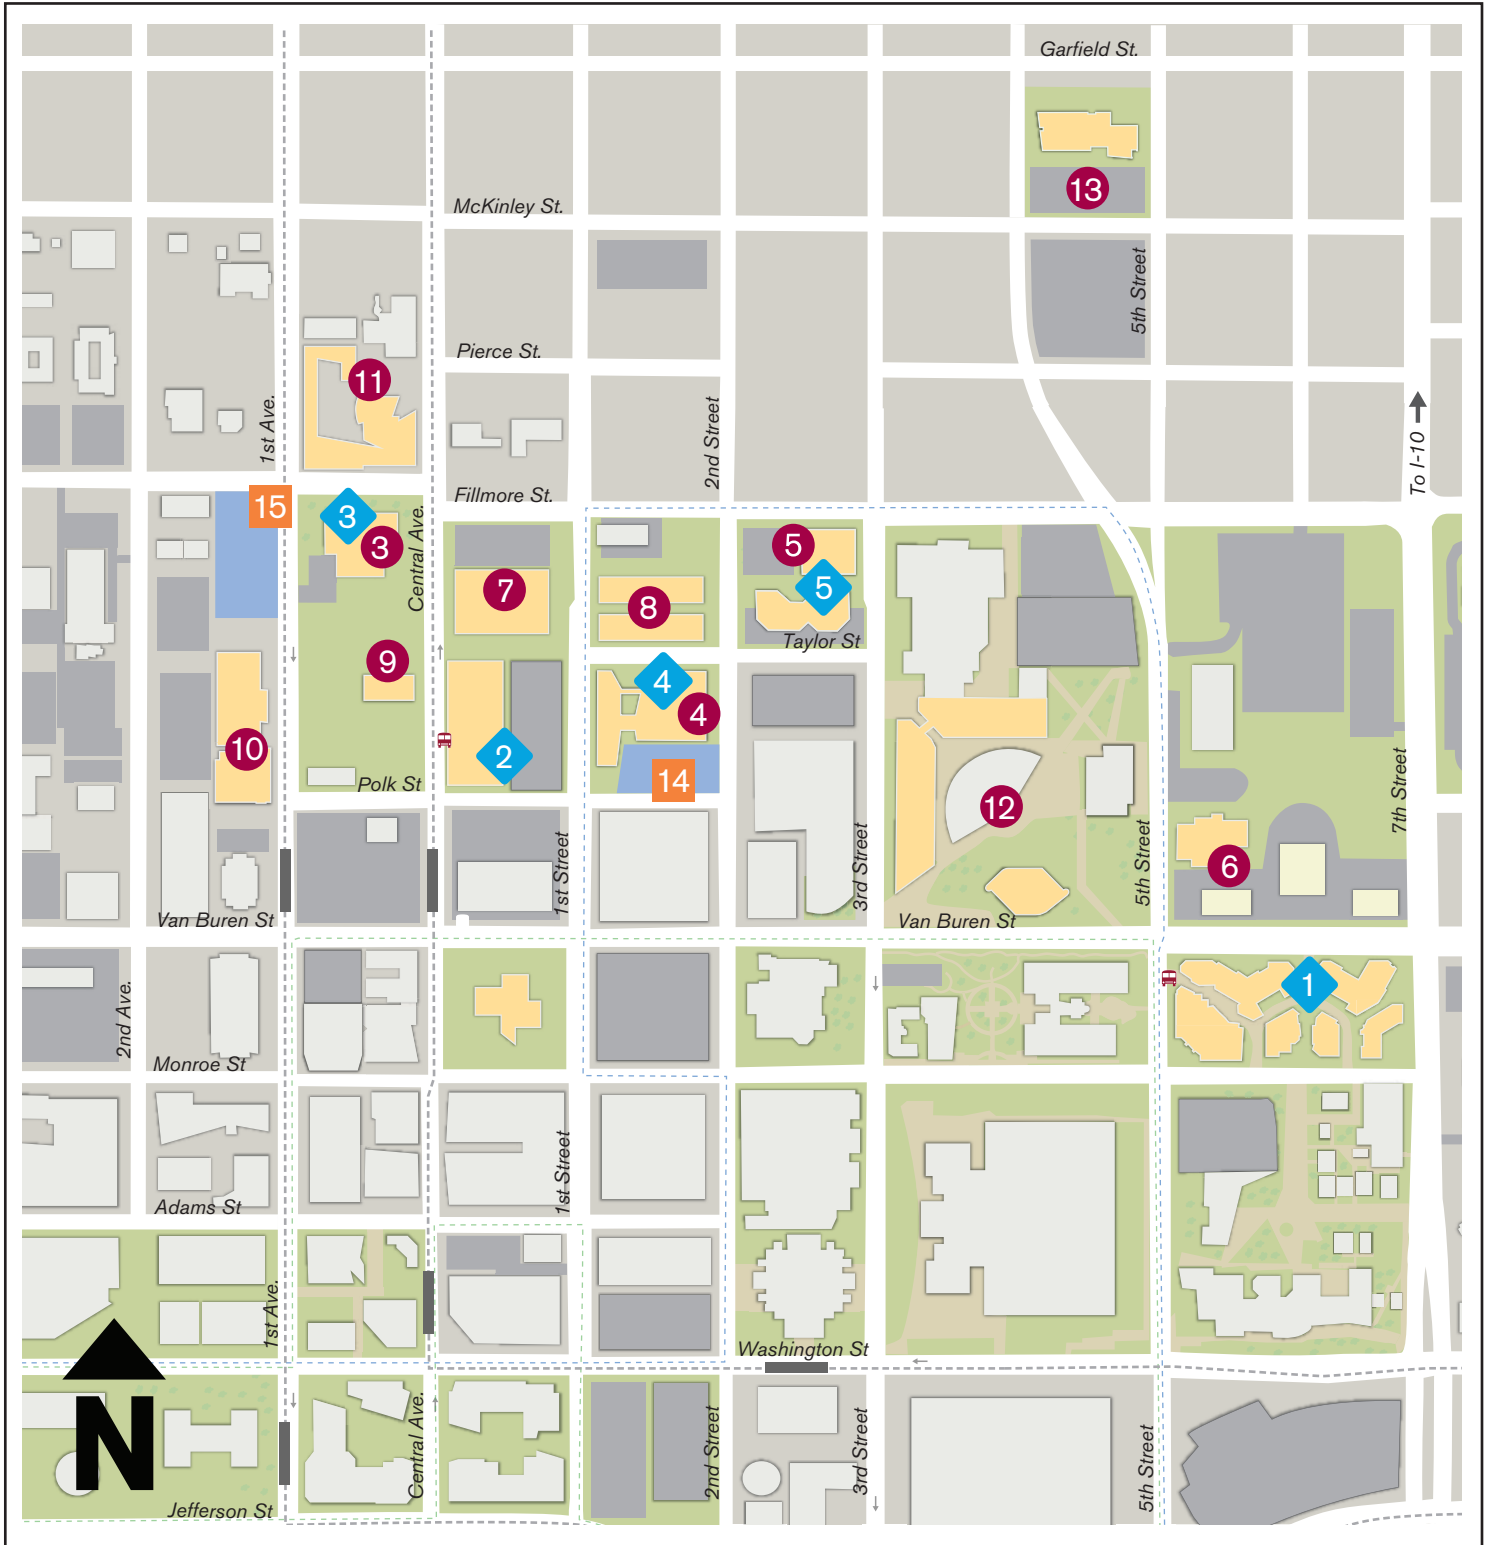 Garfield St.
13
McKinley St.
5th Street
Pierce St.
11
1st Ave.
2nd Street
To I-10
Fillmore St.
15
3
3
Central Ave.
5
5
7
8
Taylor St
9
4
4
10
2
14
Polk St
12
7th Street
1st Street
3rd Street
5th Street
6
Van Buren St
Van Buren St
1
2nd Ave.
Monroe St
1st Street
Adams St
1st Ave.
Washington St
N
Central Ave.
2nd Street
3rd Street
5th Street
Jefferson St